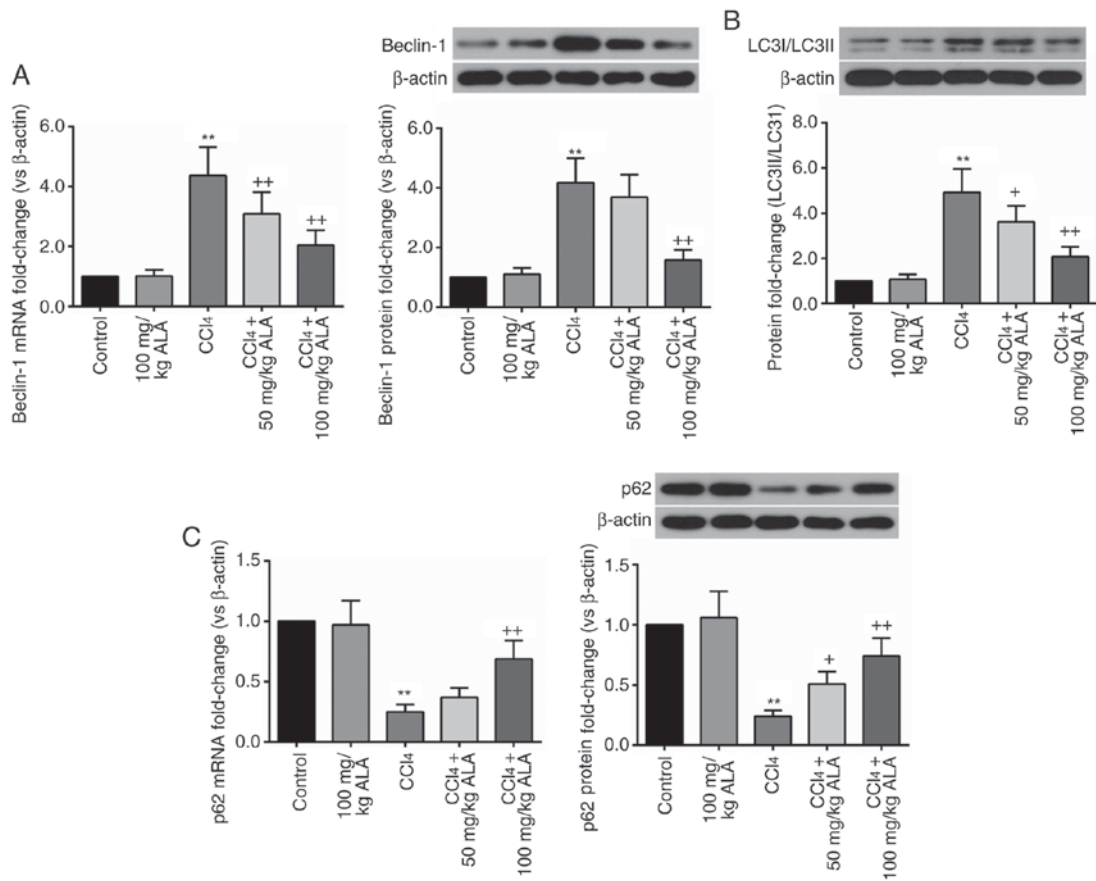 A
Beclin-1 mRNA fold-change (vs β-actin)
6.0
4.0
2.0
0.0
**
++
++
Control
100 mg/
kg ALA
CCl4
CCl4 +
50 mg/kg ALA
CCl4 +
100 mg/kg ALA
Beclin-1
β-actin
Beclin-1 protein fold-change (vs β-actin)
6.0
4.0
2.0
0.0
**
++
Control
100 mg/
kg ALA
CCl4
CCl4 +
50 mg/kg ALA
CCl4 +
100 mg/kg ALA
B
LC3I/LC3II
β-actin
Protein fold-change (LC3II/LC31)
8.0
6.0
4.0
2.0
0.0
**
+
++
Control
100 mg/
kg ALA
CCl4
CCl4 +
50 mg/kg ALA
CCl4 +
100 mg/kg ALA
C
p62 mRNA fold-change (vs β-actin)
1.5
1.0
0.5
0.0
**
++
Control
100 mg/
kg ALA
CCl4
CCl4 +
50 mg/kg ALA
CCl4 +
100 mg/kg ALA
p62
β-actin
p62 protein fold-change (vs β-actin)
1.5
1.0
0.5
0.0
**
+
++
Control
100 mg/
kg ALA
CCl4
CCl4 +
50 mg/kg ALA
CCl4 +
100 mg/kg ALA